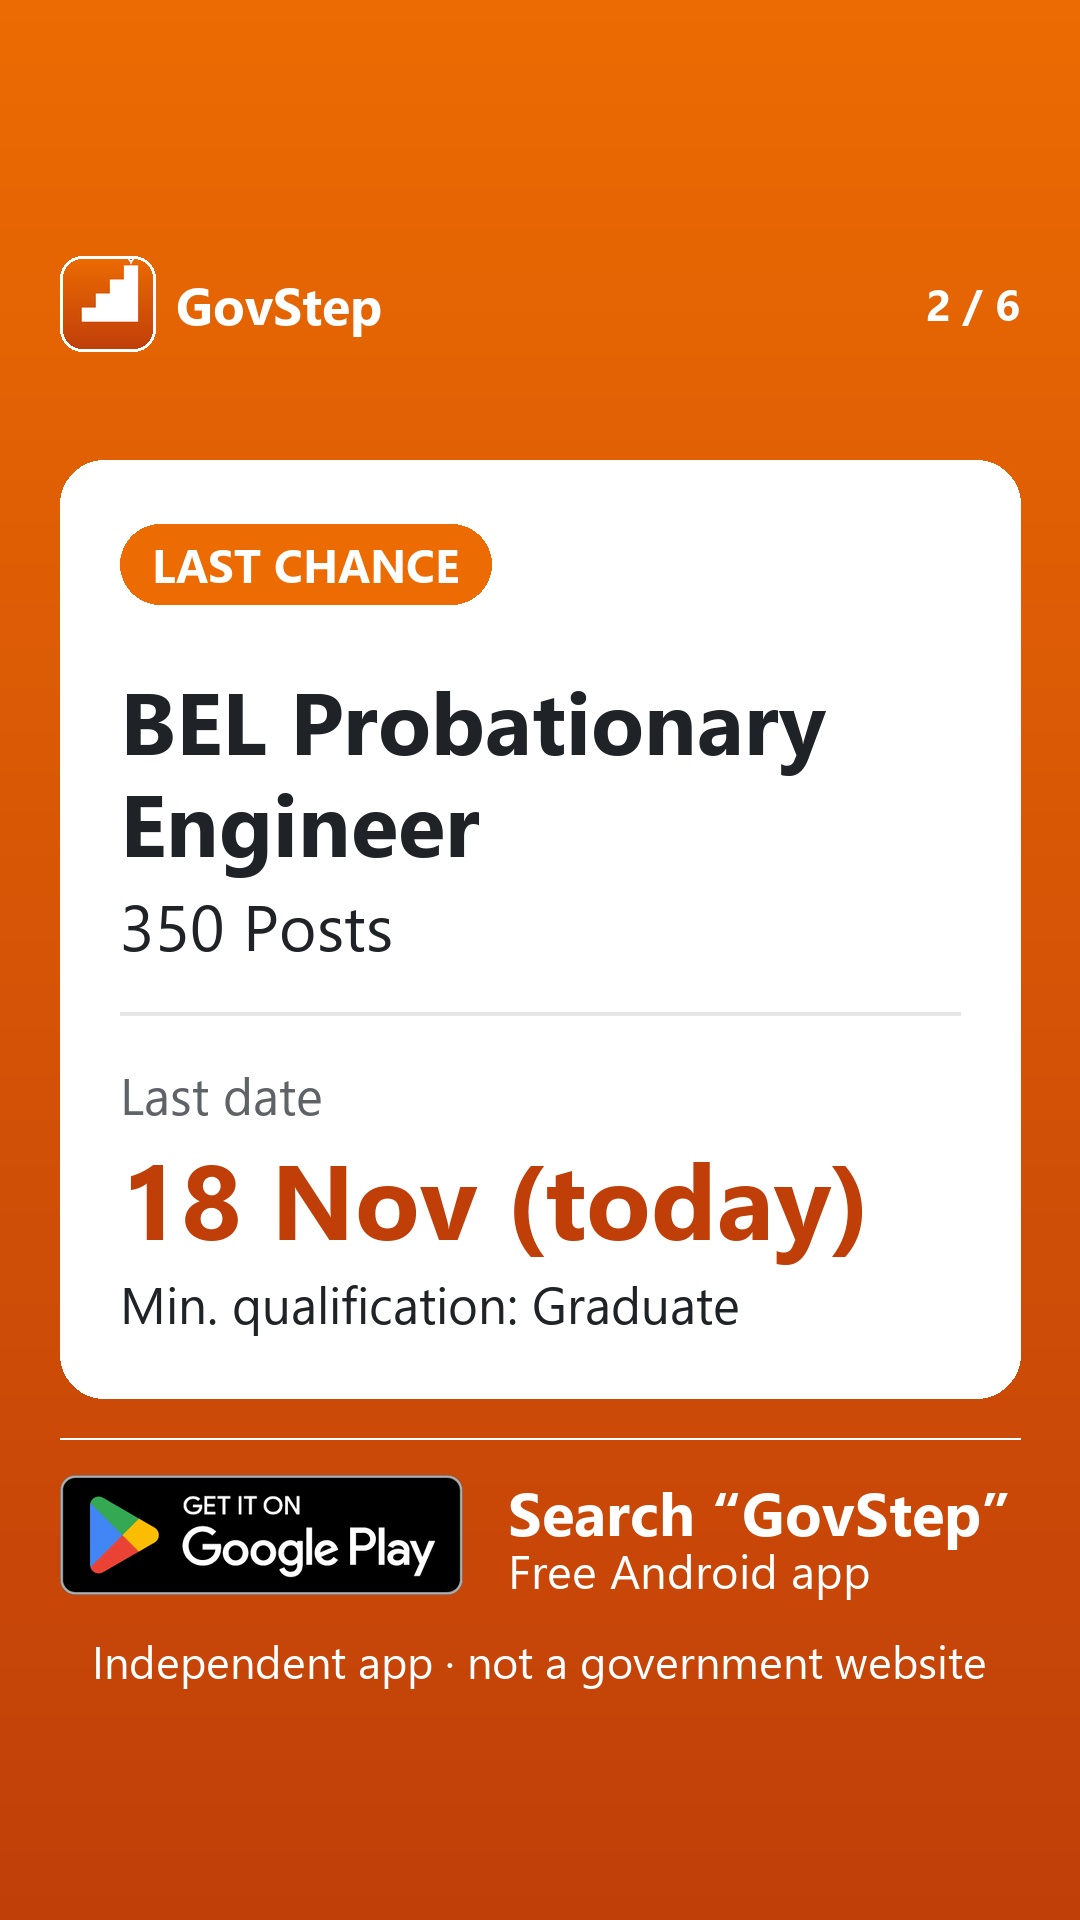 GovStep
2 / 6
LAST CHANCE
BEL Probationary
Engineer
350 Posts
Last date
18 Nov (today)
Min. qualification: Graduate
GET IT ON
Google Play
Search “GovStep”
Free Android app
Independent app · not a government website